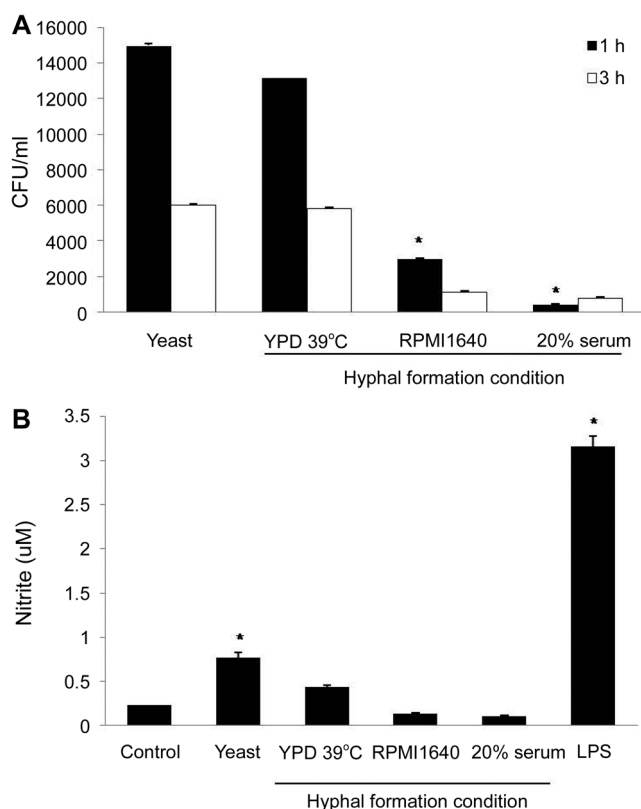 A
16000
14000
12000
10000
8000
6000
4000
2000
0
CFU/ml
1 h
3 h
*
*
Yeast YPD 39°C RPMI1640 20% serum
Hyphal formation condition
B
3.5
3
2.5
2
1.5
1
0.5
0
Nitrite (uM)
*
*
Control Yeast YPD 39°C RPMI1640 20% serum LPS
Hyphal formation condition